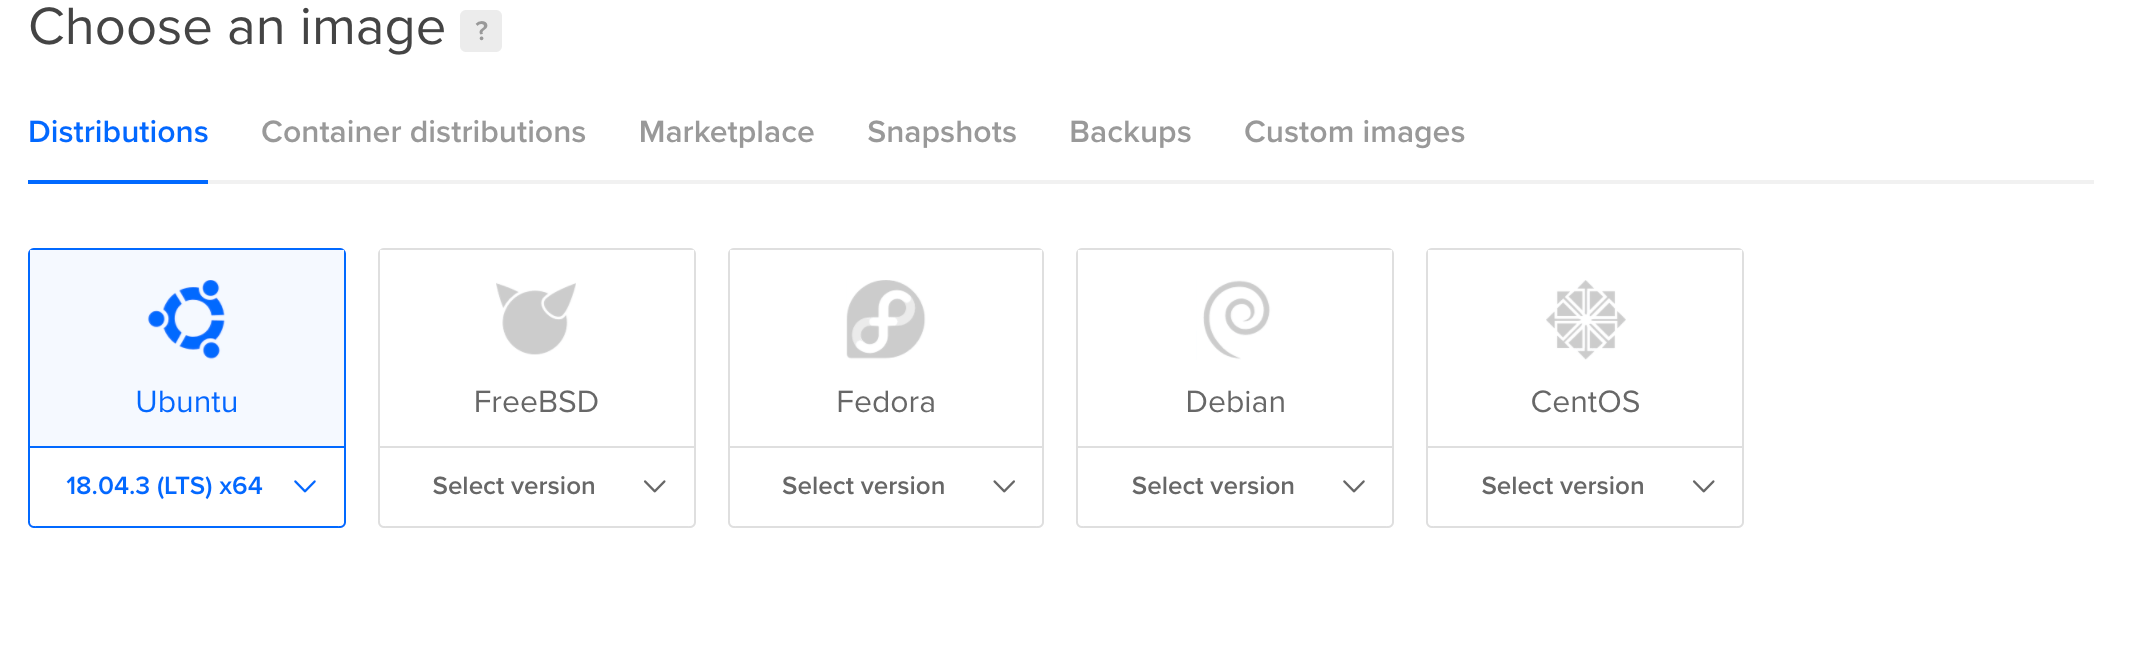 Choose an image ?
Distributions Container distributions Marketplace Snapshots Backups Custom images
Ubuntu FreeBSD Fedora Debian CentOS
18.04.3 (LTS) x64 Select version Select version Select version Select version